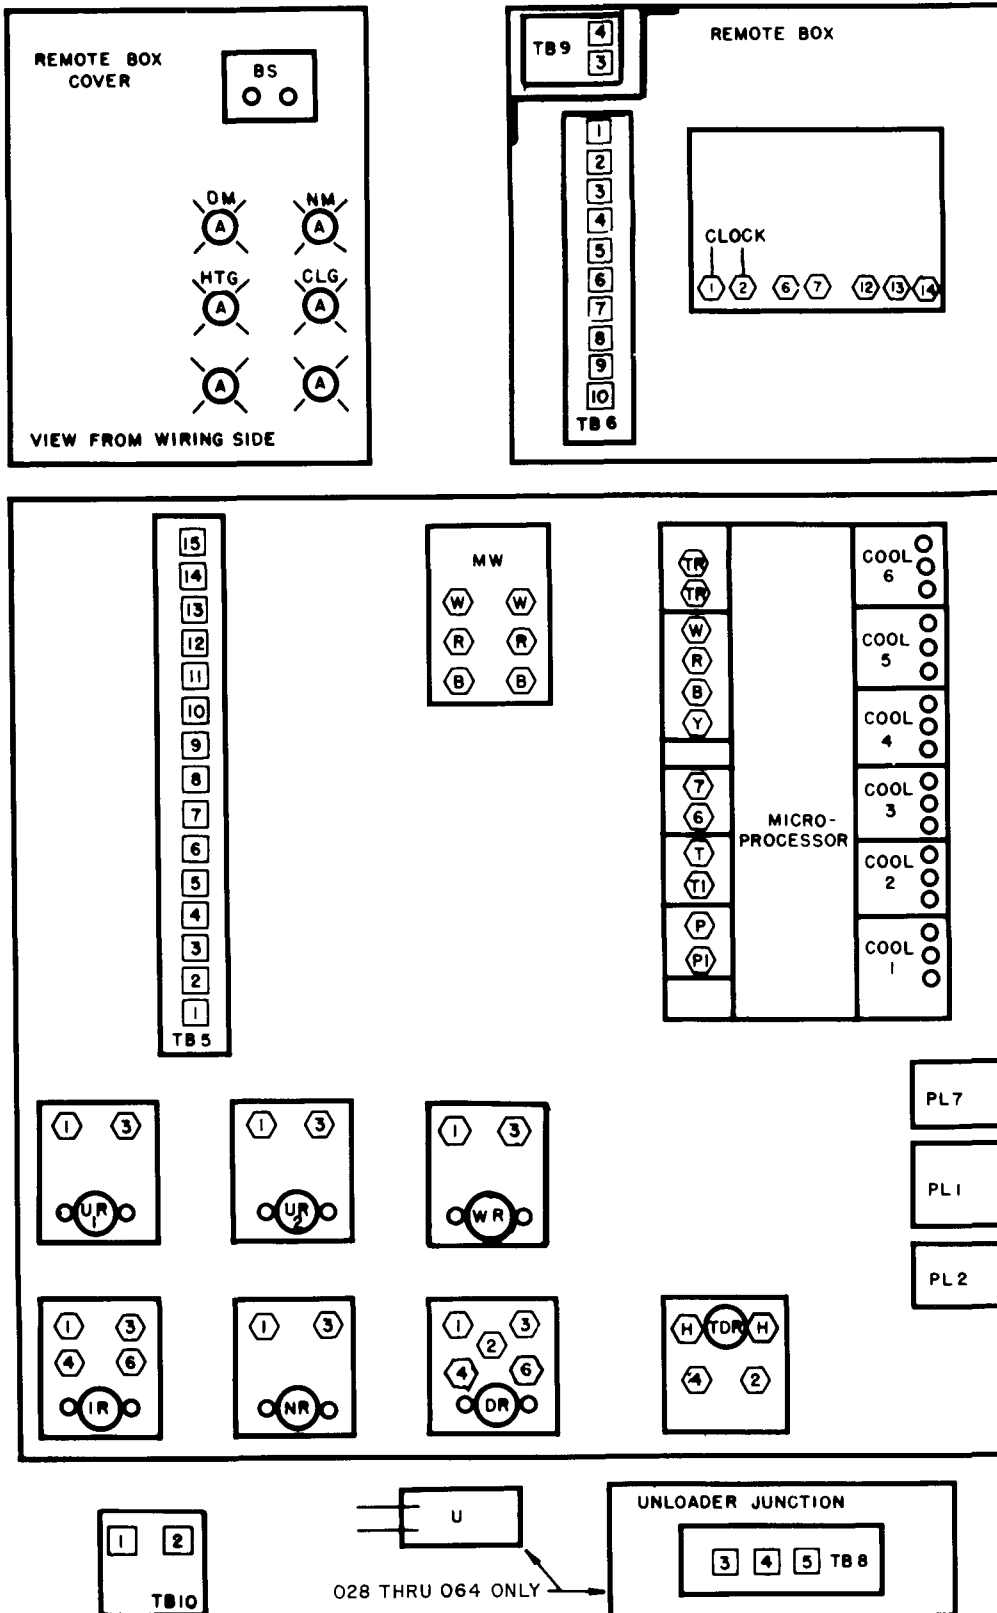 REMOTE BOX
COVER
BS
DM NM
A A
HTG CLG
A A
A A
VIEW FROM WIRING SIDE
TB9
4
3
REMOTE BOX
1
2
3
4
5
6
7
8
9
10
TB6
CLOCK
1 2 6 7 12 13 14
15
14
13
12
11
10
9
8
7
6
5
4
3
2
1
TB5
MW
W W
R R
B B
TR
TR
W
R
B
Y
7
6
T
T1
P
P1
MICRO-
PROCESSOR
COOL
6
COOL
5
COOL
4
COOL
3
COOL
2
COOL
1
PL7
PL1
PL2
1 3
UR
1
1 3
UR
2
1 3
WR
1 3
4 6
IR
1 3
NR
1 3
2
4 6
DR
H TDR H
4 2
1 2
TB10
U
028 THRU 064 ONLY
UNLOADER JUNCTION
3 4 5 TB8